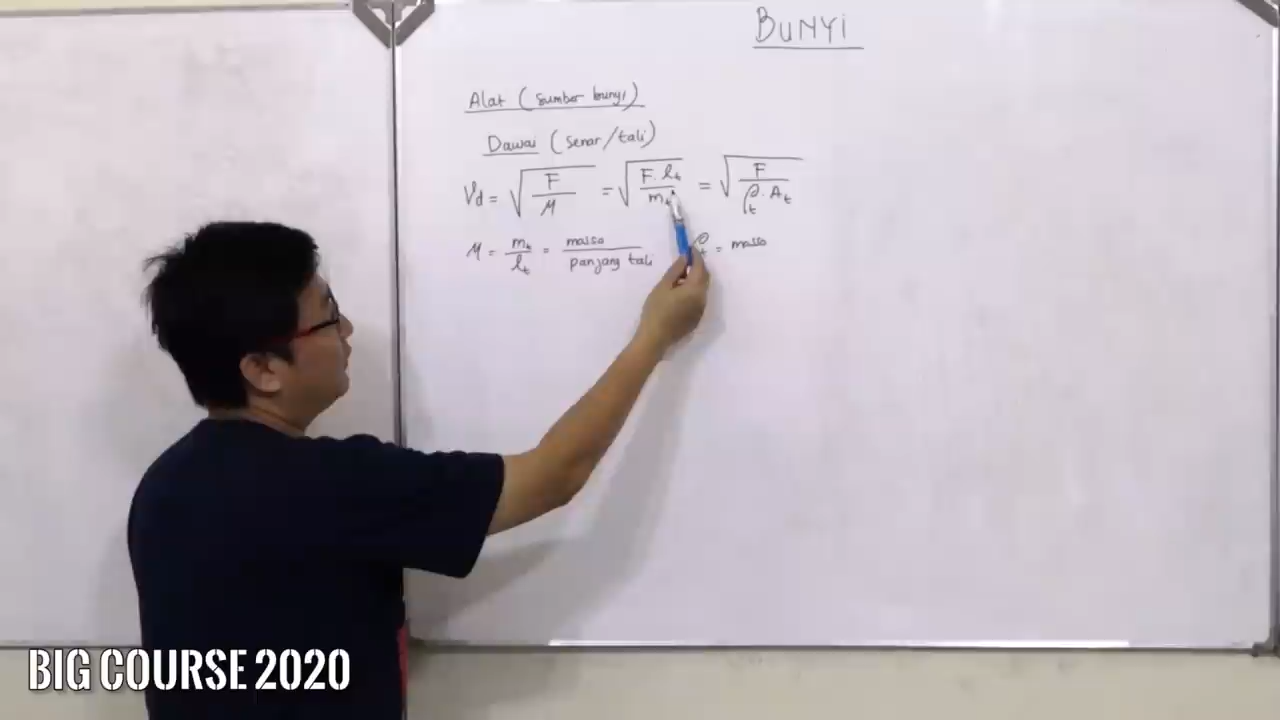 BUNYi
Alat (sumber bunyi)
Dawai (senar/tali)
Vd = √(F/μ) = √(F.lt/mt) = √(F/ρt.At)
μ = mt/lt = massa/panjang tali ρt = massa
BIG COURSE 2020